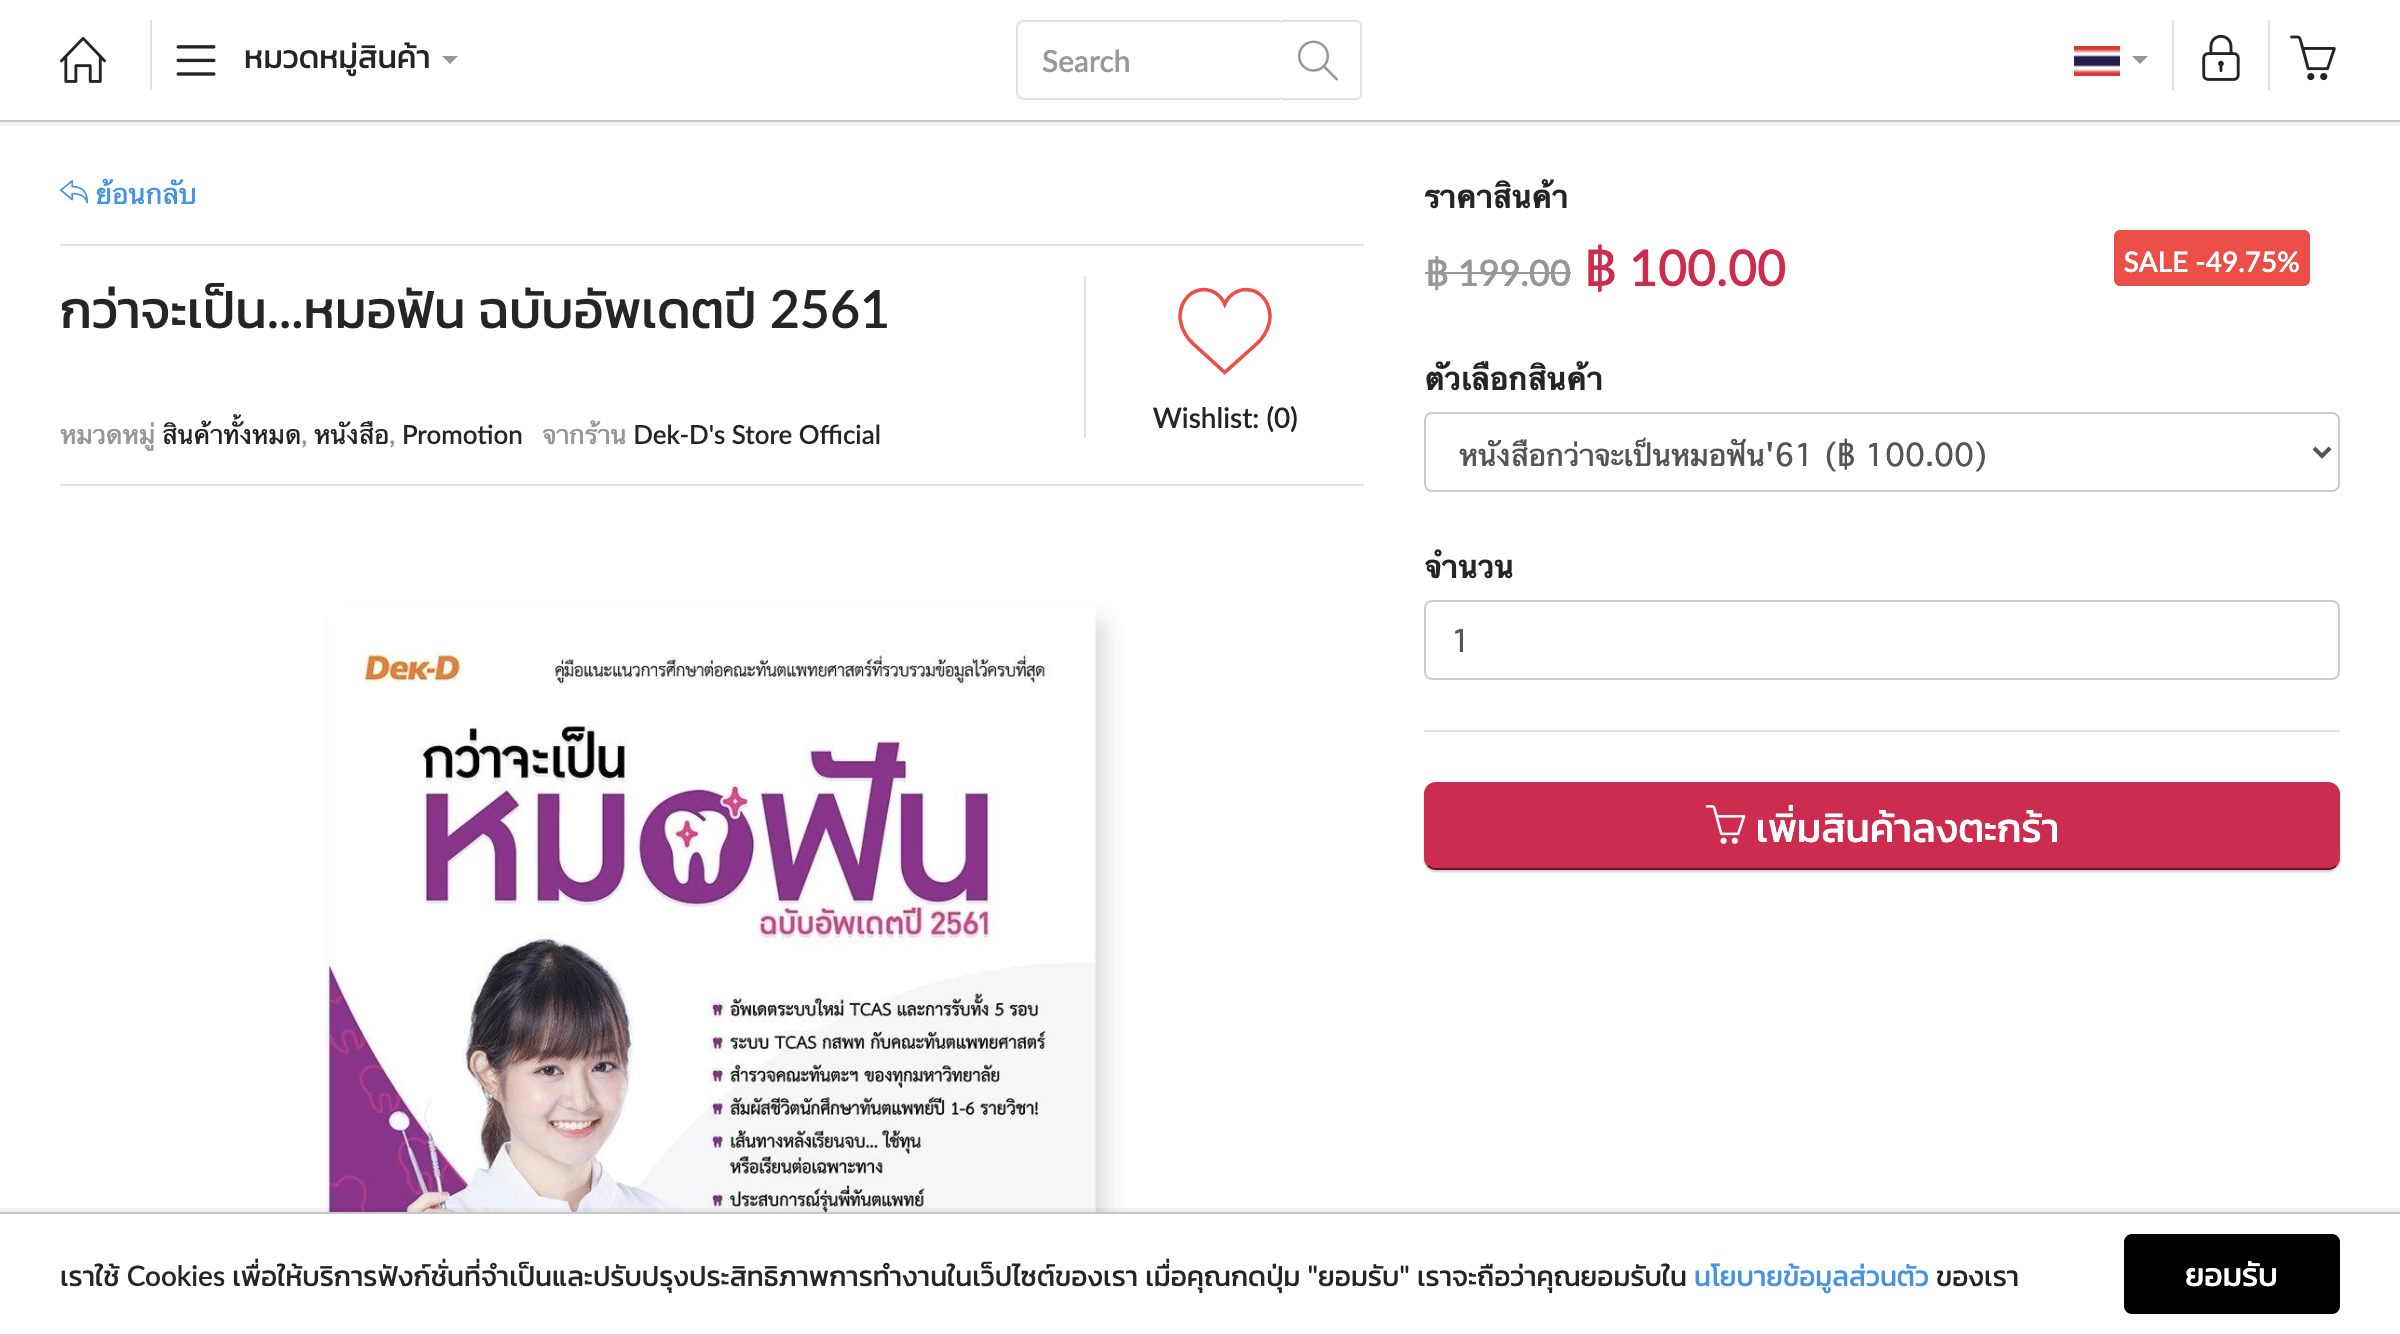 หมวดหมู่สินค้า
Search
ย้อนกลับ
กว่าจะเป็น...หมอฟัน ฉบับอัพเดตปี 2561
หมวดหมู่ สินค้าทั้งหมด, หนังสือ, Promotion จากร้าน Dek-D's Store Official
Wishlist: (0)
ราคาสินค้า
฿ 199.00 ฿ 100.00
SALE -49.75%
ตัวเลือกสินค้า
หนังสือกว่าจะเป็นหมอฟัน'61 (฿ 100.00)
จำนวน
1
เพิ่มสินค้าลงตะกร้า
Dek-D
คู่มือแนะแนวการศึกษาต่อคณะทันตแพทยศาสตร์ที่รวบรวมข้อมูลไว้ครบที่สุด
กว่าจะเป็น
หมอฟัน
ฉบับอัพเดตปี 2561
อัพเดตระบบใหม่ TCAS และการรับทั้ง 5 รอบ
ระบบ TCAS กสพท กับคณะทันตแพทยศาสตร์
สำรวจคณะทันตะฯ ของทุกมหาวิทยาลัย
สัมผัสชีวิตนักศึกษาทันตแพทย์ปี 1-6 รายวิชา!
เส้นทางหลังเรียนจบ... ใช้ทุน
หรือเรียนต่อเฉพาะทาง
ประสบการณ์รุ่นพี่ทันตแพทย์
เราใช้ Cookies เพื่อให้บริการฟังก์ชั่นที่จำเป็นและปรับปรุงประสิทธิภาพการทำงานในเว็ปไซต์ของเรา เมื่อคุณกดปุ่ม "ยอมรับ" เราจะถือว่าคุณยอมรับใน นโยบายข้อมูลส่วนตัว ของเรา
ยอมรับ